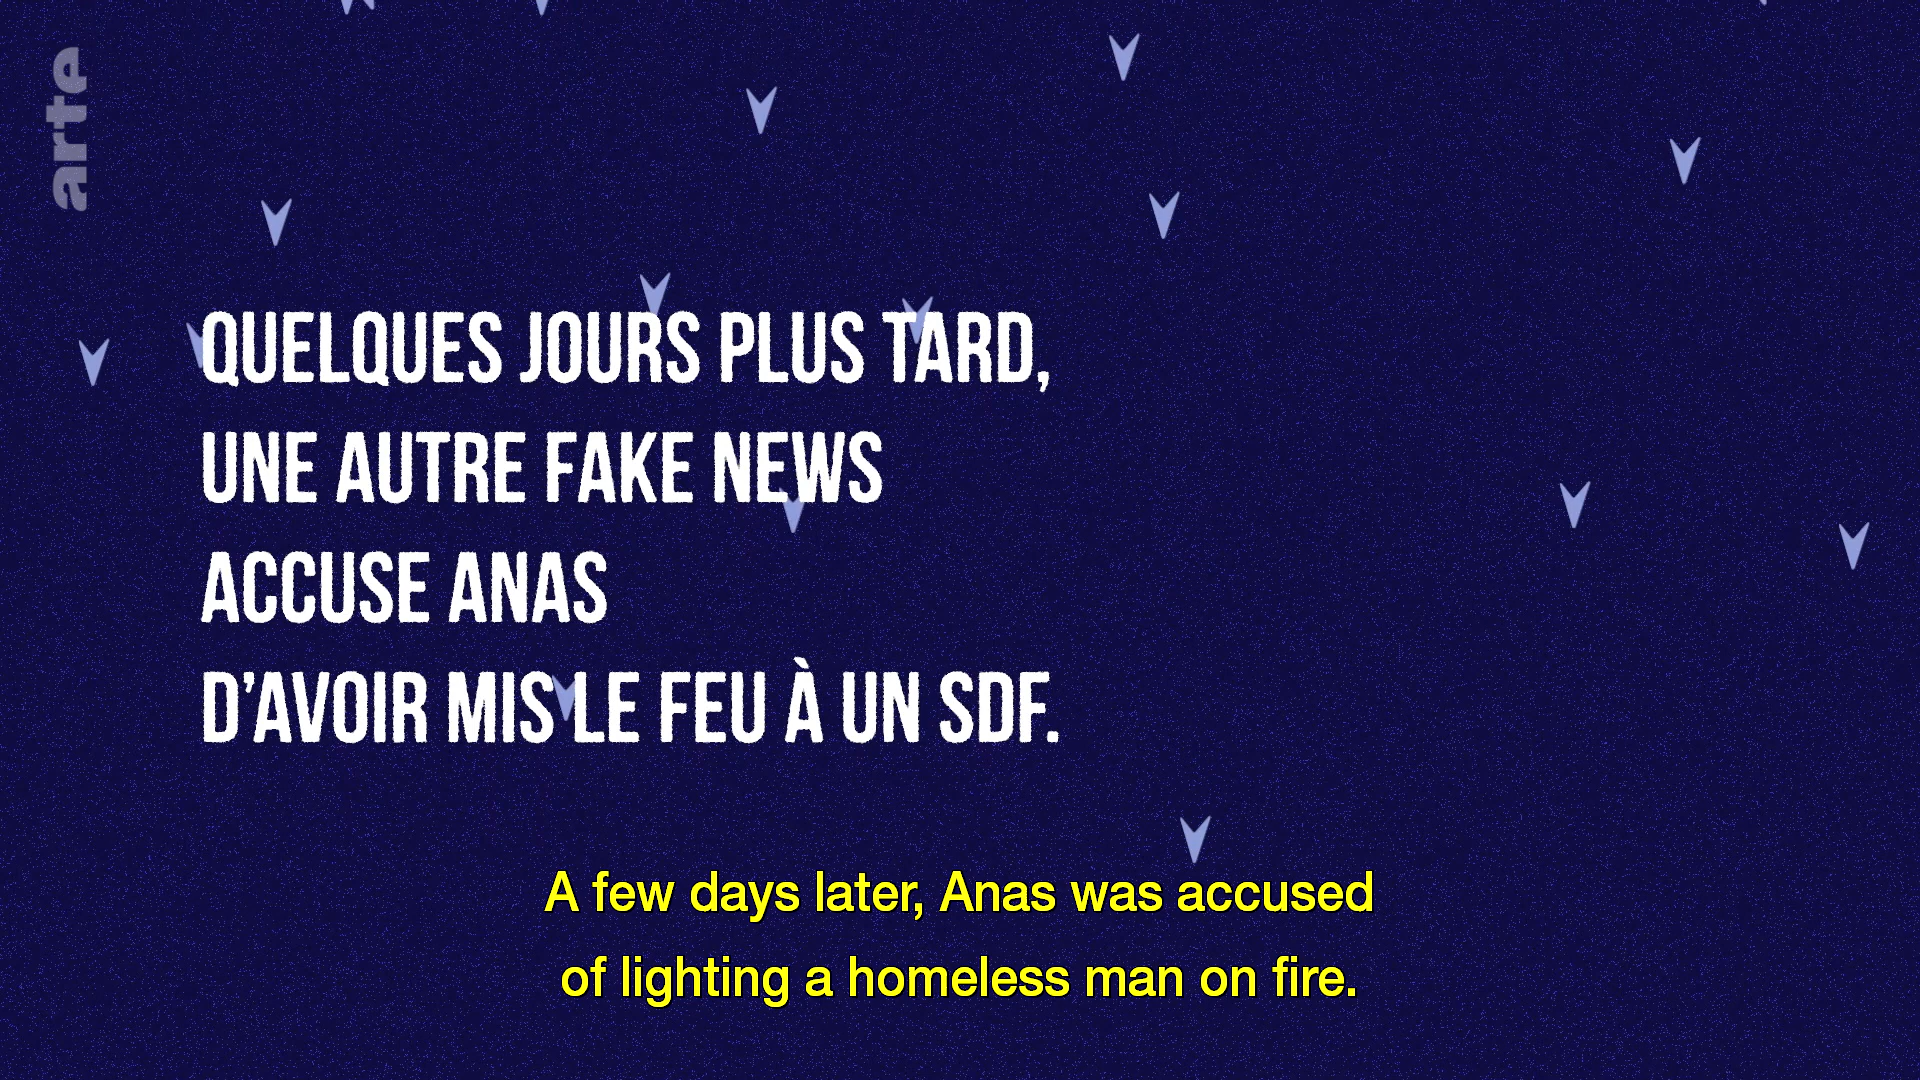 arte
QUELQUES JOURS PLUS TARD,
UNE AUTRE FAKE NEWS
ACCUSE ANAS
D’AVOIR MIS LE FEU À UN SDF.
A few days later, Anas was accused
of lighting a homeless man on fire.